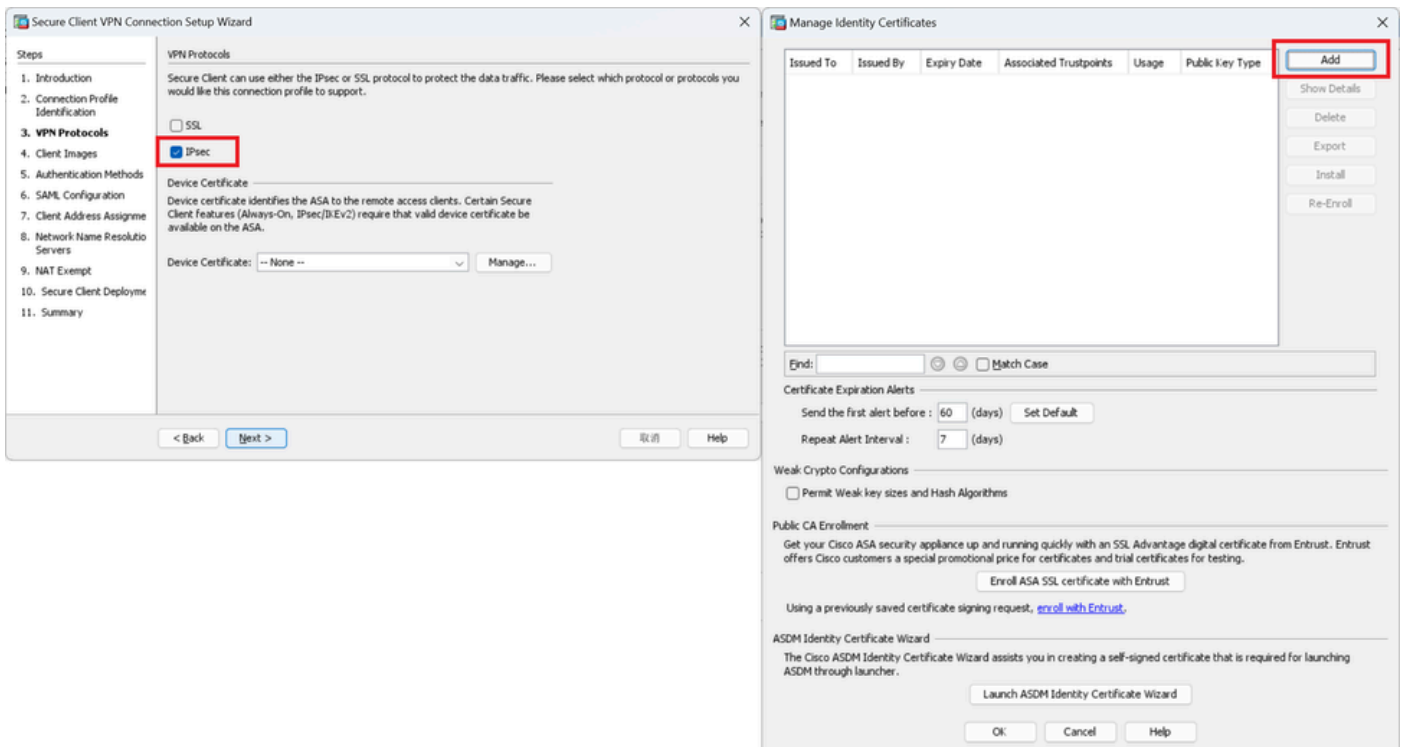 Secure Client VPN Connection Setup Wizard
Steps
1. Introduction
2. Connection Profile
Identification
3. VPN Protocols
4. Client Images
5. Authentication Methods
6. SAML Configuration
7. Client Address Assignme
8. Network Name Resolutio
Servers
9. NAT Exempt
10. Secure Client Deployme
11. Summary
VPN Protocols
Secure Client can use either the IPsec or SSL protocol to protect the data traffic. Please select which protocol or protocols you
would like this connection profile to support.
SSL
IPsec
Device Certificate
Device certificate identifies the ASA to the remote access clients. Certain Secure
Client features (Always-On, IPsec/IKEv2) require that valid device certificate be
available on the ASA.
Device Certificate: -- None -- Manage...
< Back Next > 取消 Help
Manage Identity Certificates
Issued To Issued By Expiry Date Associated Trustpoints Usage Public Key Type
Add
Show Details
Delete
Export
Install
Re-Enroll
Find: Match Case
Certificate Expiration Alerts
Send the first alert before : 60 (days) Set Default
Repeat Alert Interval : 7 (days)
Weak Crypto Configurations
Permit Weak key sizes and Hash Algorithms
Public CA Enrollment
Get your Cisco ASA security appliance up and running quickly with an SSL Advantage digital certificate from Entrust. Entrust
offers Cisco customers a special promotional price for certificates and trial certificates for testing.
Enroll ASA SSL certificate with Entrust
Using a previously saved certificate signing request, enroll with Entrust.
ASDM Identity Certificate Wizard
The Cisco ASDM Identity Certificate Wizard assists you in creating a self-signed certificate that is required for launching
ASDM through launcher.
Launch ASDM Identity Certificate Wizard
OK Cancel Help